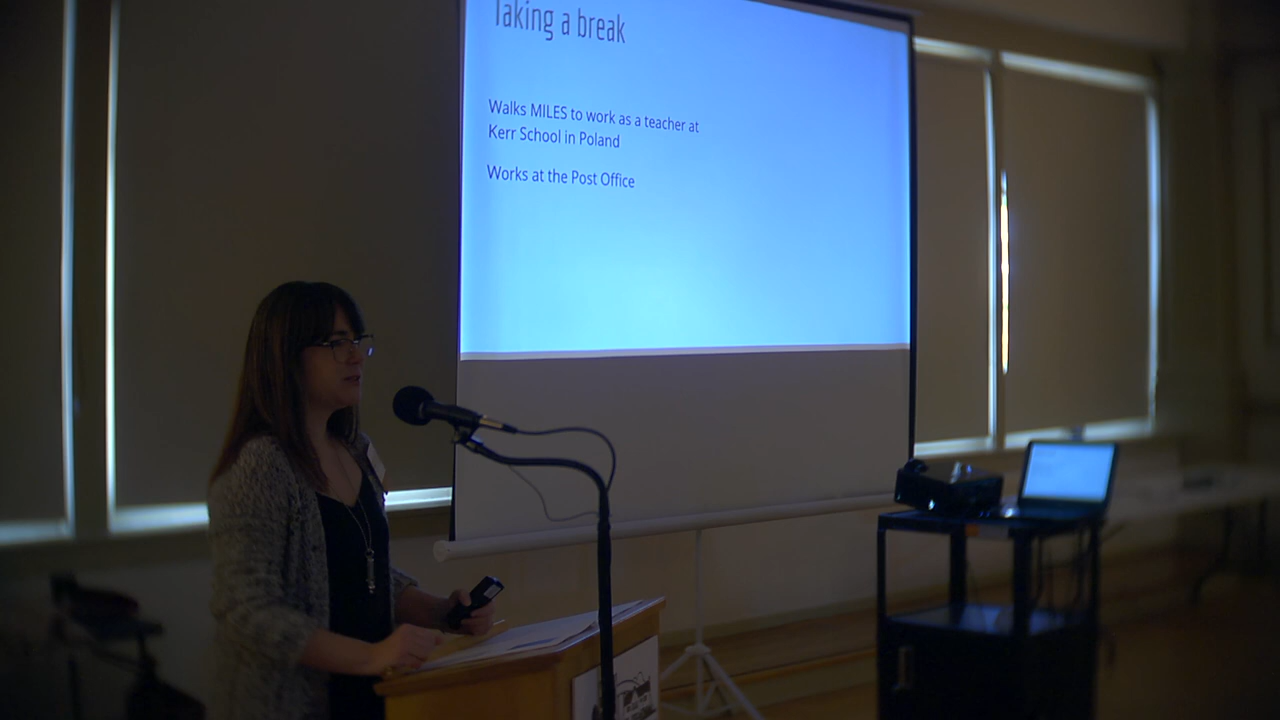 Taking a break
Walks MILES to work as a teacher at
Kerr School in Poland
Works at the Post Office